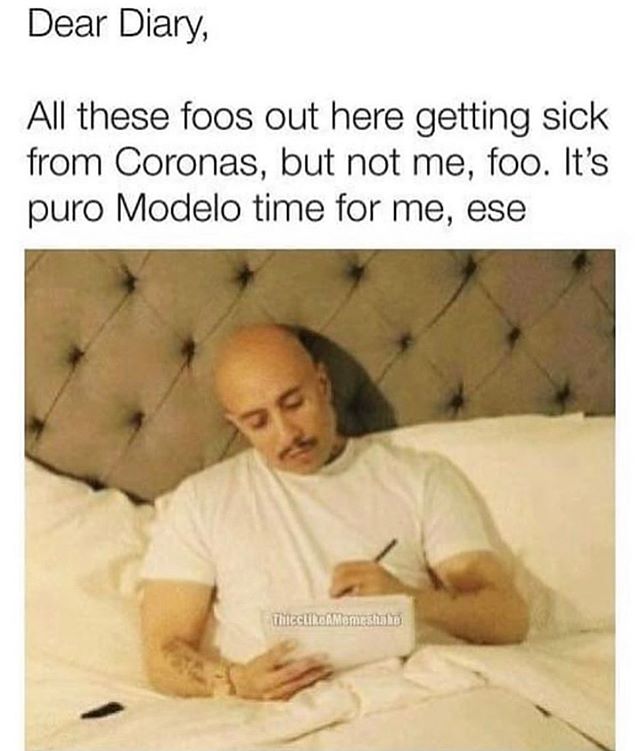 Dear Diary,
All these foos out here getting sick
from Coronas, but not me, foo. It's
puro Modelo time for me, ese
ThiccLikeAMemeshake